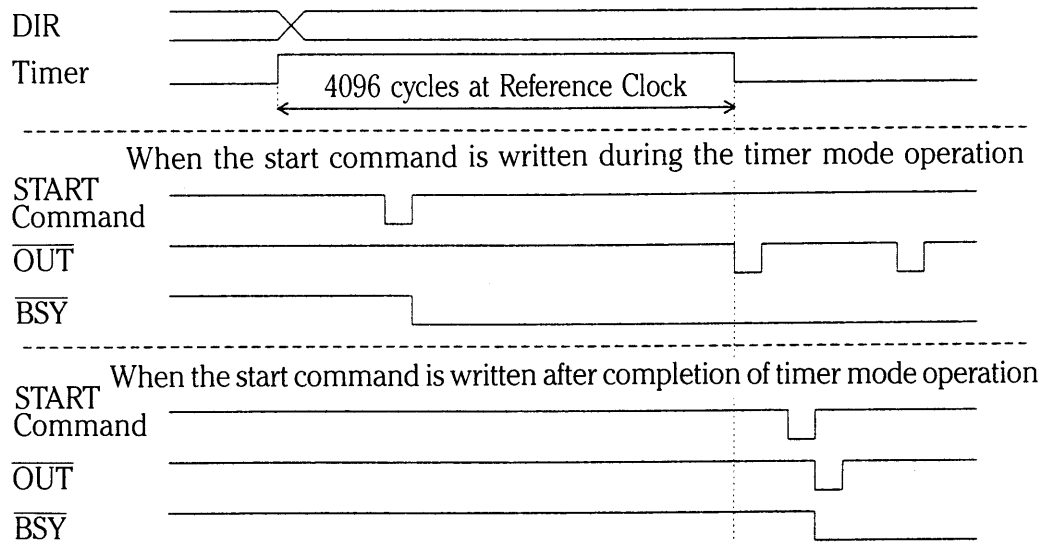 DIR
Timer
4096 cycles at Reference Clock
When the start command is written during the timer mode operation
START
Command
OUT
BSY
When the start command is written after completion of timer mode operation
START
Command
OUT
BSY